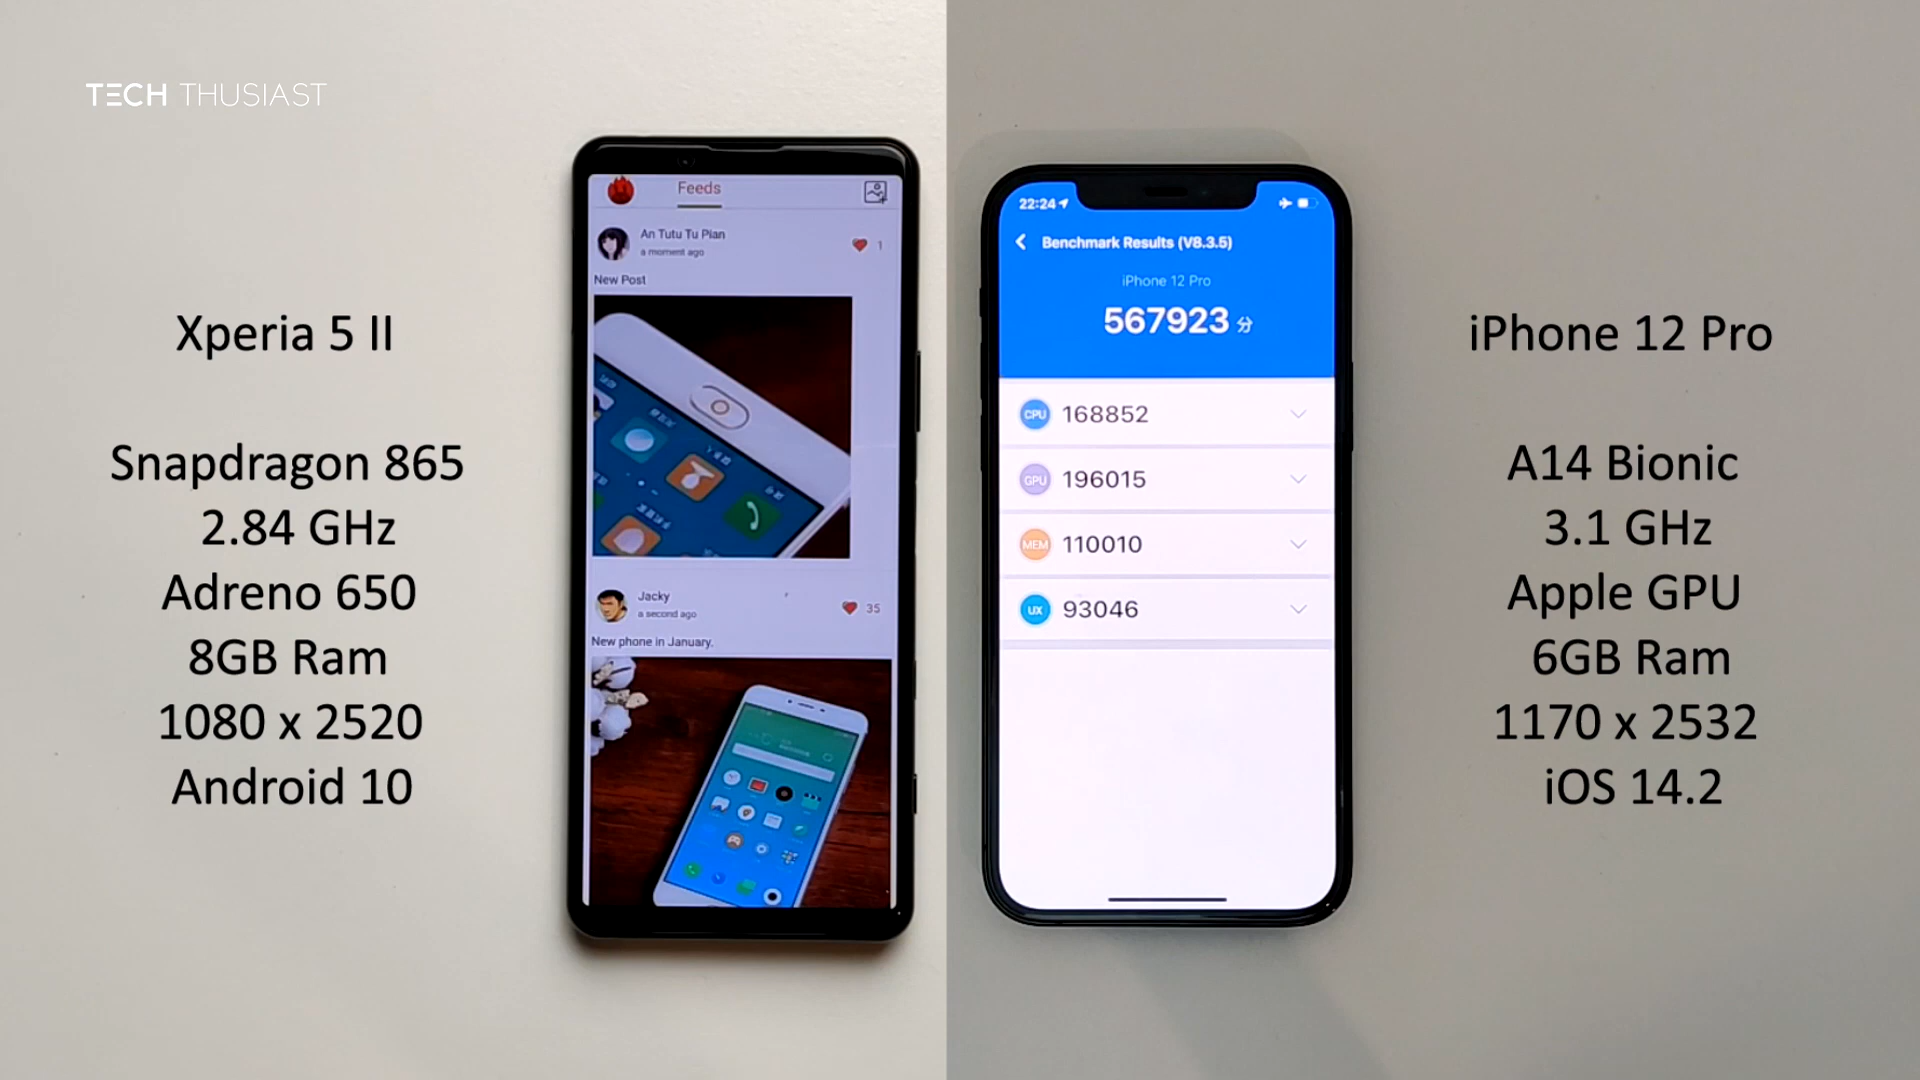 TECH THUSIAST
Xperia 5 II
Snapdragon 865
2.84 GHz
Adreno 650
8GB Ram
1080 x 2520
Android 10
Feeds
An Tutu Tu Pian
a moment ago
1
New Post
Jacky
a second ago
35
New phone in January.
22:24
Benchmark Results (V8.3.5)
iPhone 12 Pro
567923 分
CPU 168852
GPU 196015
MEM 110010
UX 93046
iPhone 12 Pro
A14 Bionic
3.1 GHz
Apple GPU
6GB Ram
1170 x 2532
iOS 14.2